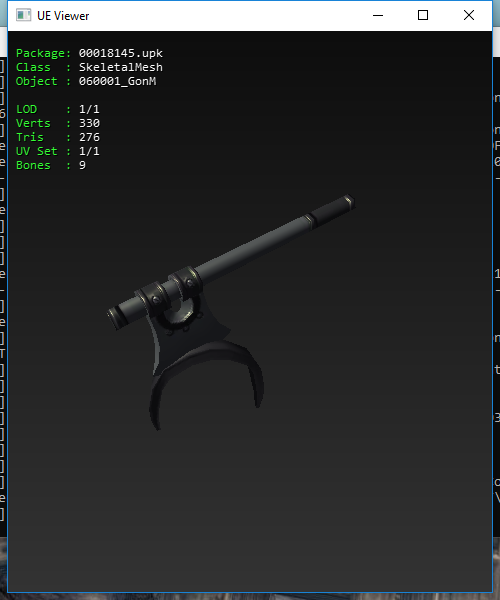 UE Viewer
Package: 00018145.upk
Class  : SkeletalMesh
Object : 060001_GonM
LOD    : 1/1
Verts  : 330
Tris   : 276
UV Set : 1/1
Bones  : 9